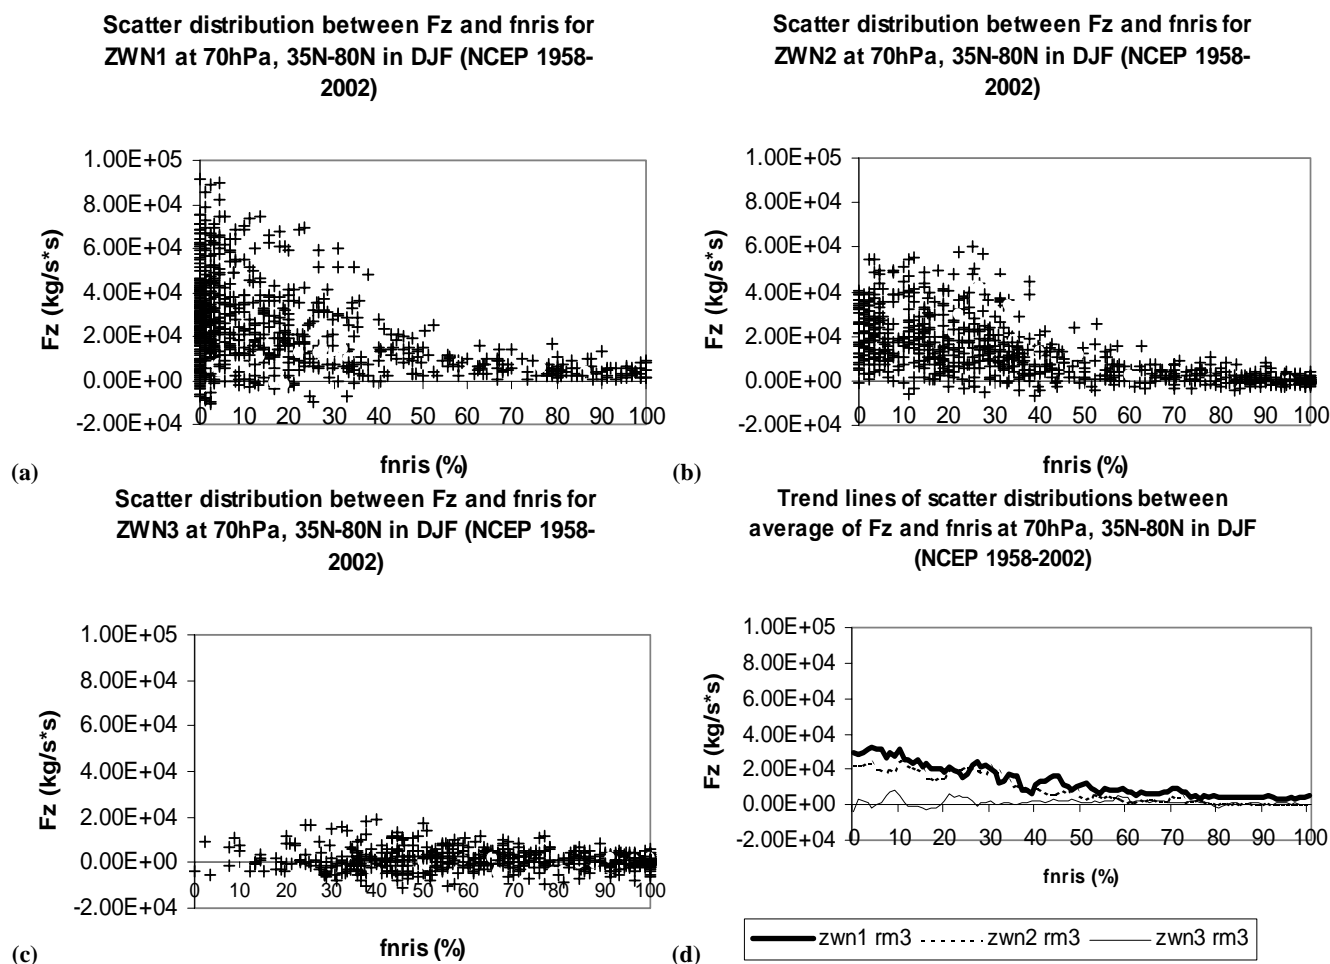 Scatter distribution between Fz and fnris for
ZWN1 at 70hPa, 35N-80N in DJF (NCEP 1958-
2002)
1.00E+05
8.00E+04
6.00E+04
4.00E+04
2.00E+04
0.00E+00
-2.00E+04
Fz (kg/s*s)
0 10 20 30 40 50 60 70 80 90 100
fnris (%)
(a)
Scatter distribution between Fz and fnris for
ZWN2 at 70hPa, 35N-80N in DJF (NCEP 1958-
2002)
1.00E+05
8.00E+04
6.00E+04
4.00E+04
2.00E+04
0.00E+00
-2.00E+04
Fz (kg/s*s)
0 10 20 30 40 50 60 70 80 90 100
fnris (%)
(b)
Scatter distribution between Fz and fnris for
ZWN3 at 70hPa, 35N-80N in DJF (NCEP 1958-
2002)
1.00E+05
8.00E+04
6.00E+04
4.00E+04
2.00E+04
0.00E+00
-2.00E+04
Fz (kg/s*s)
0 10 20 30 40 50 60 70 80 90 100
fnris (%)
(c)
Trend lines of scatter distributions between
average of Fz and fnris at 70hPa, 35N-80N in DJF
(NCEP 1958-2002)
1.00E+05
8.00E+04
6.00E+04
4.00E+04
2.00E+04
0.00E+00
-2.00E+04
Fz (kg/s*s)
0 10 20 30 40 50 60 70 80 90 100
fnris (%)
zwn1 rm3 zwn2 rm3 zwn3 rm3
(d)